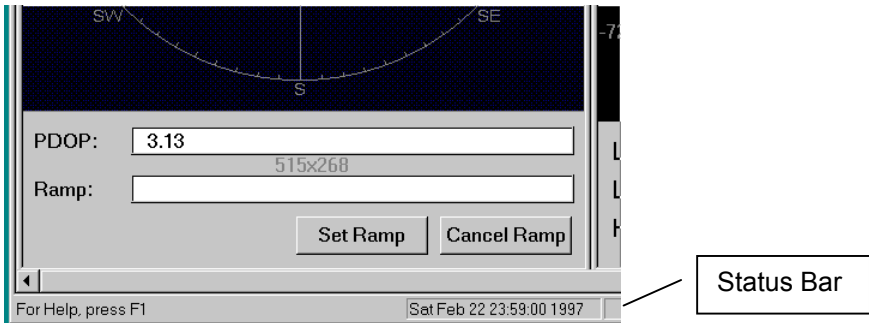 SW
SE
-72
S
PDOP: 3.13
515x268
Ramp:
Set Ramp Cancel Ramp
For Help, press F1
Sat Feb 22 23:59:00 1997
Status Bar